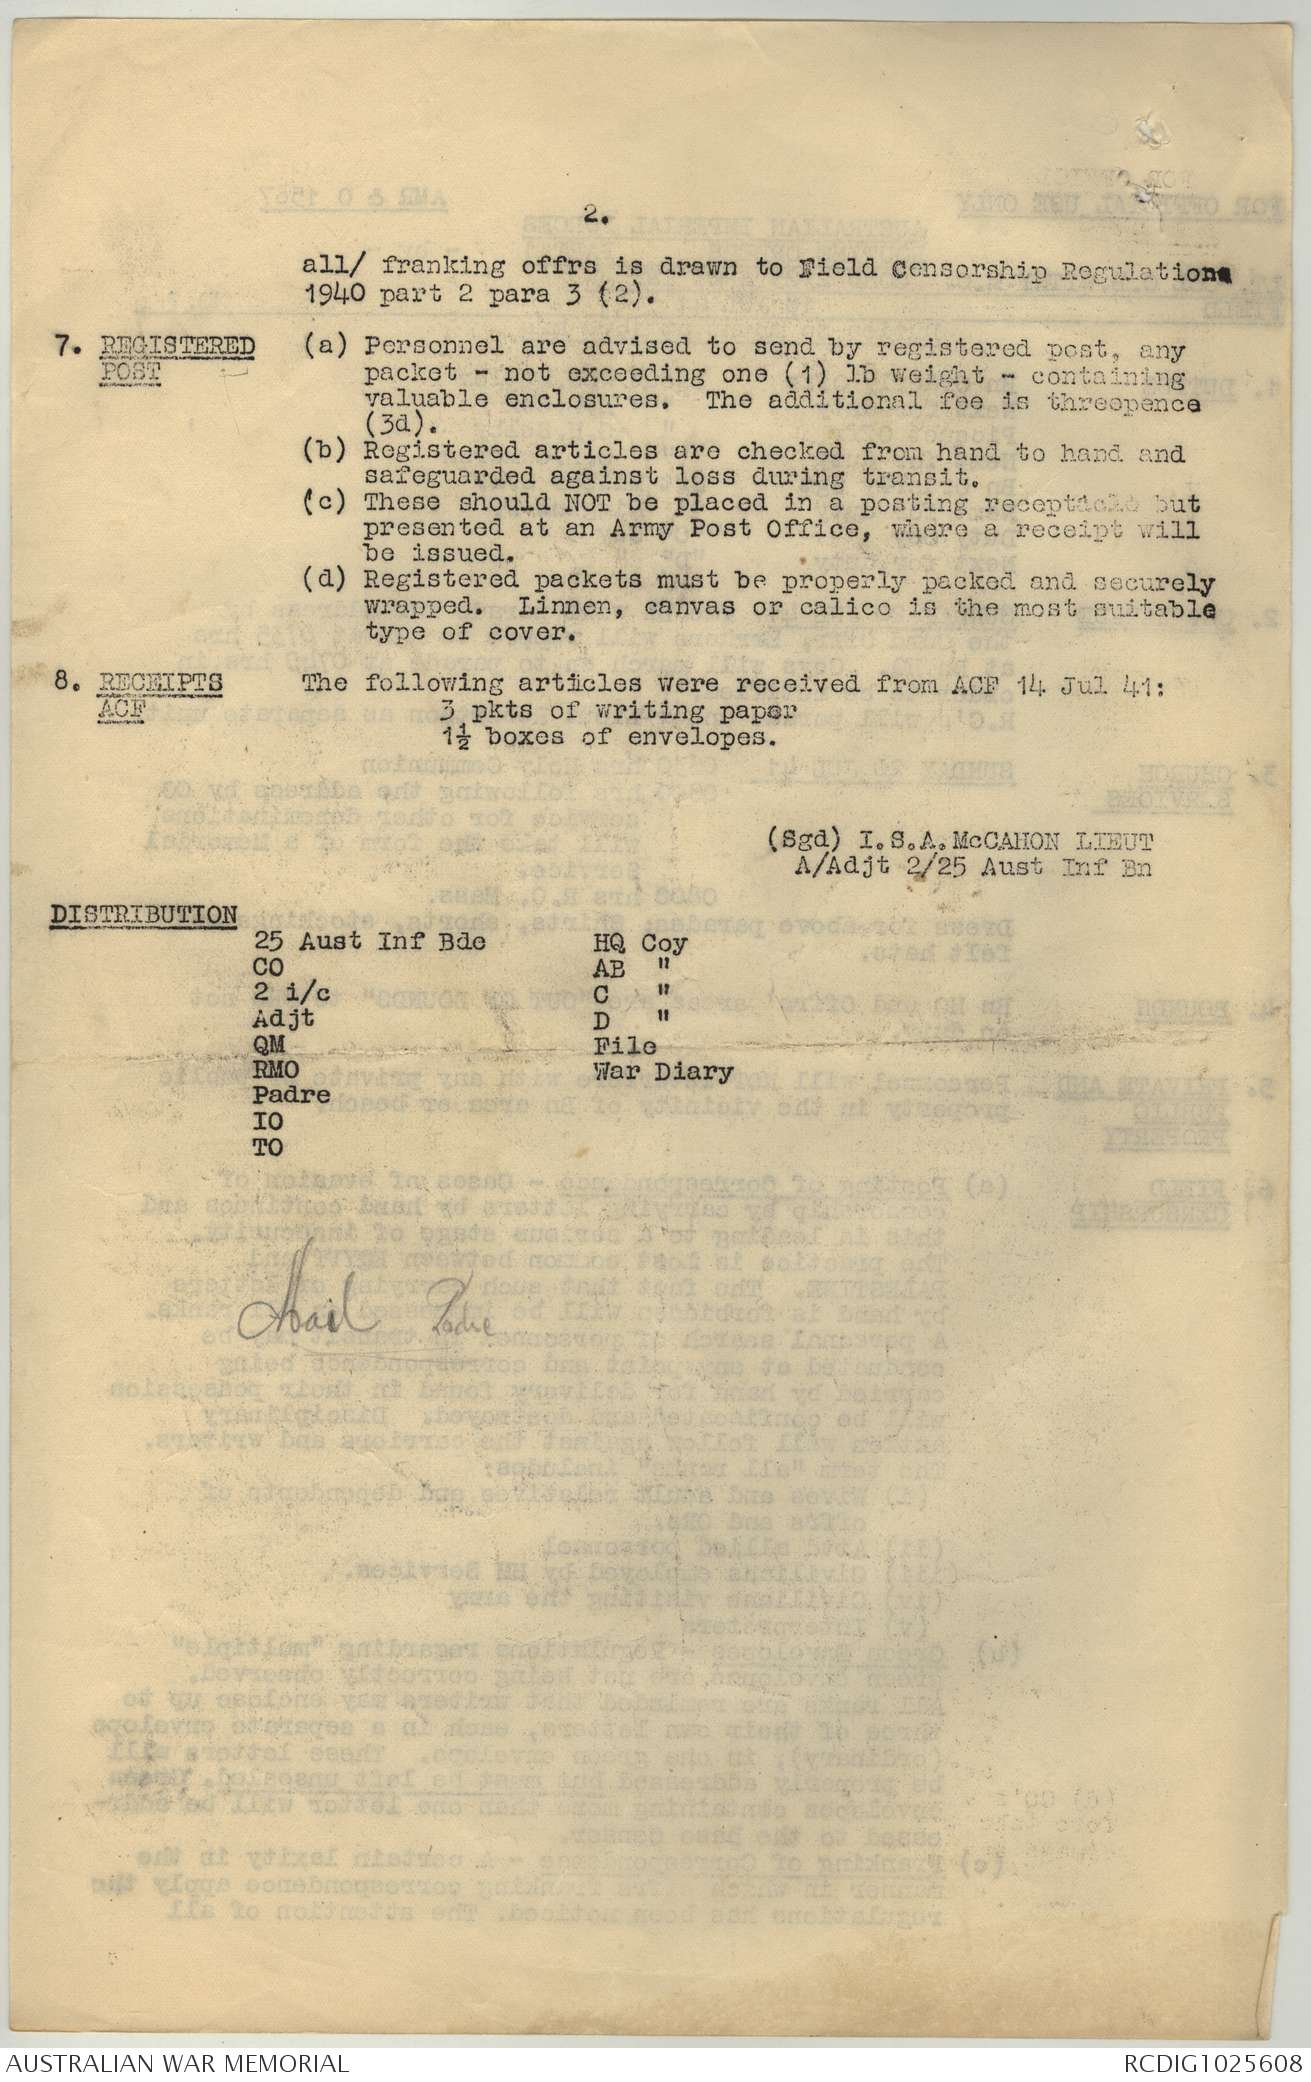 2.
all/ franking offrs is drawn to Field Censorship Regulations
1940 part 2 para 3 (2).
7. REGISTERED POST
(a) Personnel are advised to send by registered post, any
packet - not exceeding one (1) lb weight - containing
valuable enclosures. The additional fee is threepence
(3d).
(b) Registered articles are checked from hand to hand and
safeguarded against loss during transit.
(c) These should NOT be placed in a posting recepticle but
presented at an Army Post Office, where a receipt will
be issued.
(d) Registered packets must be properly packed and securely
wrapped. Linnen, canvas or calico is the most suitable
type of cover.
8. RECEIPTS ACF
The following articles were received from ACF 14 Jul 41:
3 pkts of writing paper
1½ boxes of envelopes.
(Sgd) I.S.A. McCAHON LIEUT
A/Adjt 2/25 Aust Inf Bn
DISTRIBUTION
25 Aust Inf Bde HQ Coy
CO AB "
2 i/c C "
Adjt D "
QM File
RMO War Diary
Padre
IO
TO
Padre
AUSTRALIAN WAR MEMORIAL RCDIG1025608